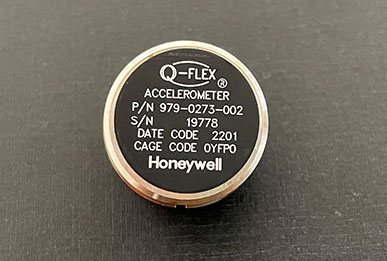 Q-FLEX®
ACCELEROMETER
P/N 979-0273-002
S/N 19778
DATE CODE 2201
CAGE CODE 0YFP0
Honeywell